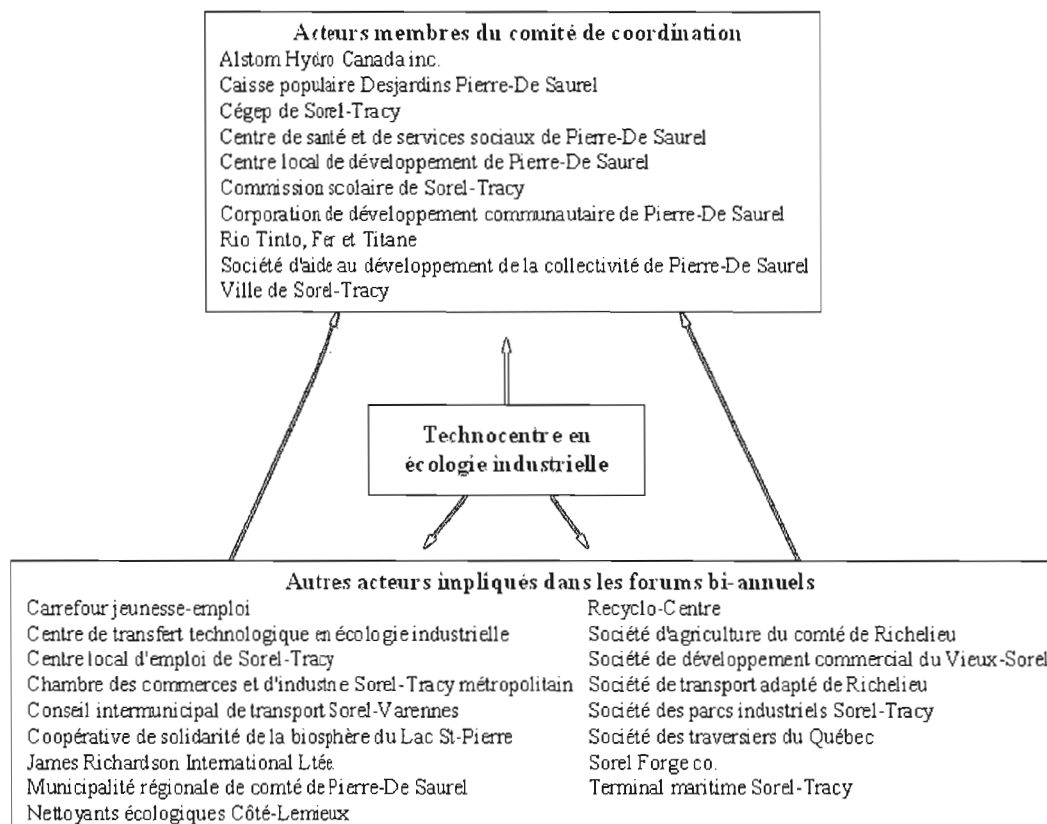 Acteurs membres du comité de coordination
Alstom Hydro Canada inc.
Caisse populaire Desjardins Pierre-De Saurel
Cégep de Sorel-Tracy
Centre de santé et de services sociaux de Pierre-De Saurel
Centre local de développement de Pierre-De Saurel
Commission scolaire de Sorel-Tracy
Corporation de développement communautaire de Pierre-De Saurel
Rio Tinto, Fer et Titane
Société d'aide au développement de la collectivité de Pierre-De Saurel
Ville de Sorel-Tracy
Technocentre en
écologie industrielle
Autres acteurs impliqués dans les forums bi-annuels
Carrefour jeunesse-emploi
Centre de transfert technologique en écologie industrielle
Centre local d'emploi de Sorel-Tracy
Chambre des commerces et d'industrie Sorel-Tracy métropolitain
Conseil intermunicipal de transport Sorel-Varennes
Coopérative de solidarité de la biosphère du Lac St-Pierre
James Richardson International Ltée
Municipalité régionale de comté de Pierre-De Saurel
Nettoyants écologiques Côté-Lemieux
Recyclo-Centre
Société d'agriculture du comté de Richelieu
Société de développement commercial du Vieux-Sorel
Société de transport adapté de Richelieu
Société des parcs industriels Sorel-Tracy
Société des traversiers du Québec
Sorel Forge co.
Terminal maritime Sorel-Tracy